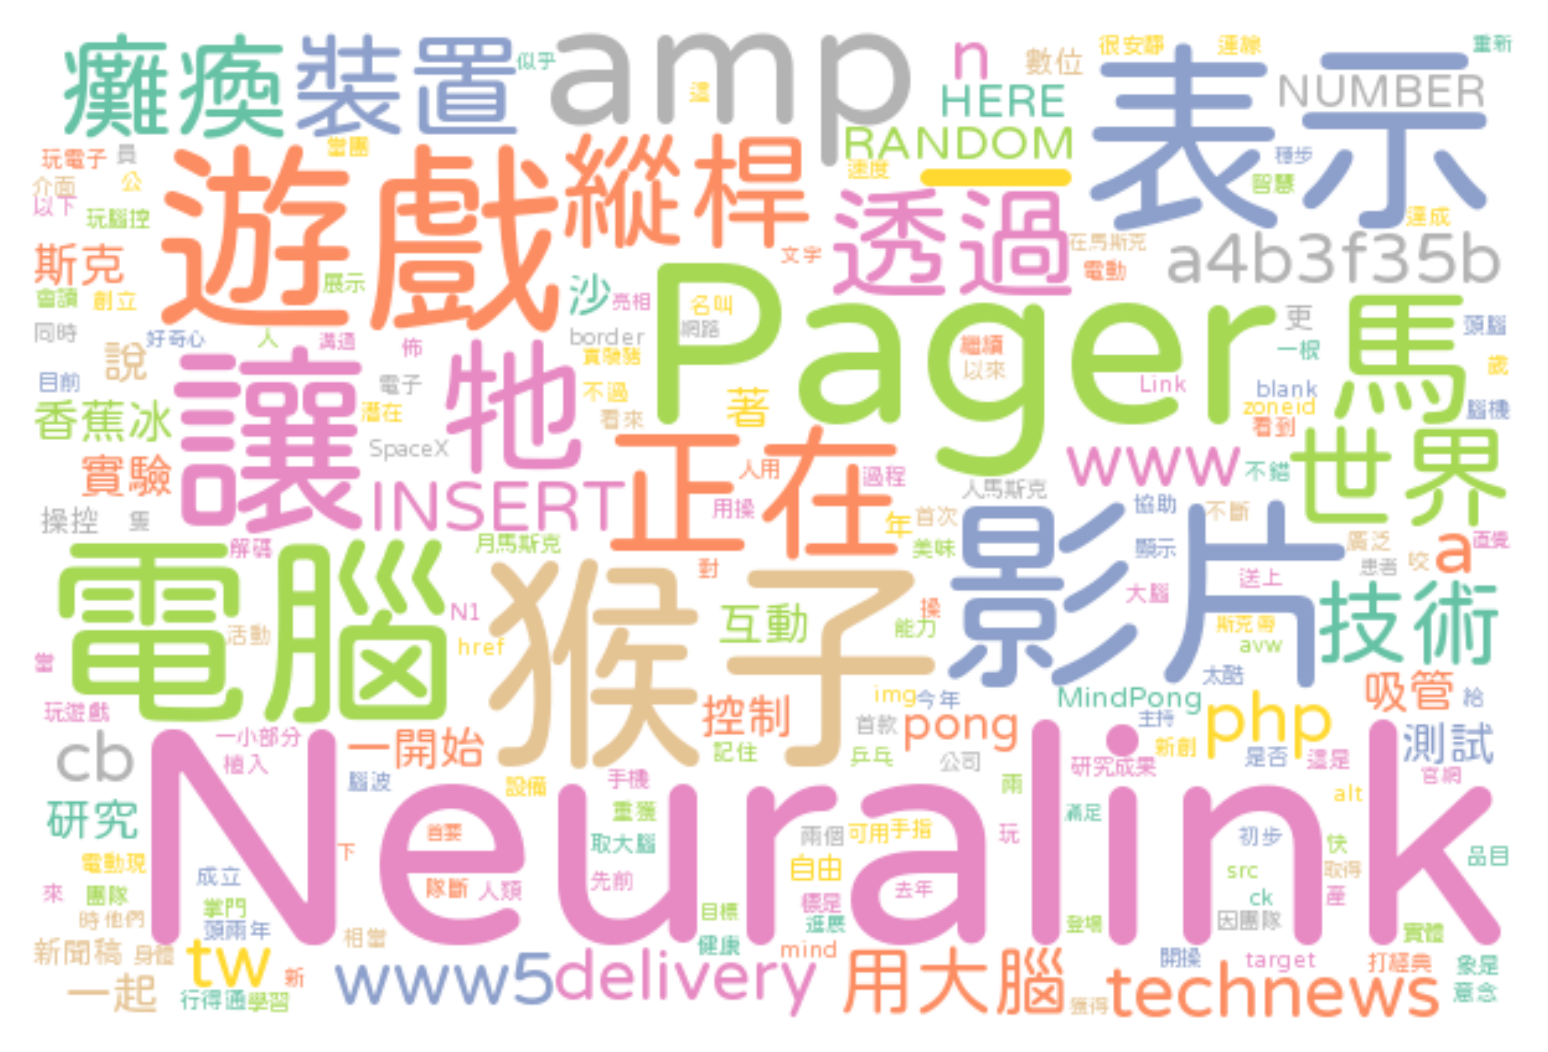 癱瘓
裝置
似乎
amp
這
n
數位
很安靜
連線
重新
HERE
NUMBER
表示
RANDOM
當團
玩電子
員
介面
公
以下
玩腦控
遊戲
縱桿
速度
透過
穩步
智慧
達成
斯克
在馬斯克
電動
a4b3f35b
文字
會讀
創立
展示
沙
亮相
名叫
網路
同時
好奇心
人
溝通
佈
border
實驗豬
Pager
更
馬
頭腦
一根
說
讓
牠
電子
目前
不過
潛在
看來
著
繼續
以來
Link
blank
歲
zoneid
腦機
看到
香蕉冰
SpaceX
正在
www
世界
實驗
人用
過程
不錯
INSERT
用操
人馬斯克
操控
隻
年
首次
影片
協助
不斷
解碼
月馬斯克
美味
顯示
廣泛
a
直覺
對
患者
咬
電腦
猴子
送上
技術
N1
互動
操
大腦
能力
活動
href
斯克粵
avw
當
太酷
玩遊戲
img
今年
MindPong
吸管
給
控制
首款
pong
主持
php
cb
一小部分
一開始
記住
乒乓
公司
新創
是否
這是
測試
植入
研究成果
官網
腦波
設備
手機
Neuralink
雨
alt
研究
重獲
滿足
首要
取大腦
兩個
可用
手指
玩
初步
快
電動現
下
自由
品目
成立
src
取得
來
團隊
隊斷
人類
先前
去年
ck
產
掌門
標是
時
他們
目標
進展
登場
因團隊
頭兩年
相當
健康
實體
新聞稿
身體
tw
新
www5
delivery
mind
用大腦
開操
target
打經典
象是
一起
行得通
學習
獲得
technews
意念